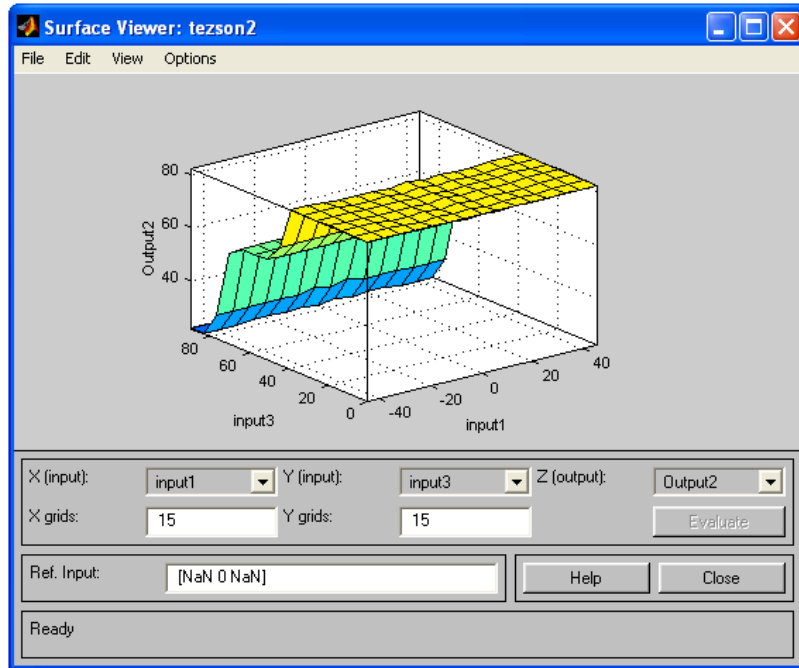 Surface Viewer: tezson2
File Edit View Options
80
60
40
Output2
80
60
40
20
0
input3
-40
-20
0
20
40
input1
X (input): input1 Y (input): input3 Z (output): Output2
X grids: 15 Y grids: 15 Evaluate
Ref. Input: [NaN 0 NaN] Help Close
Ready